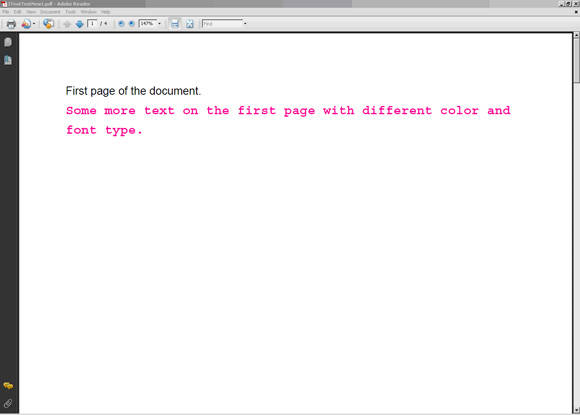 ITextTestNew1.pdf - Adobe Reader
File Edit View Document Tools Window Help
1 / 4 147% Find
First page of the document.
Some more text on the first page with different color and
font type.